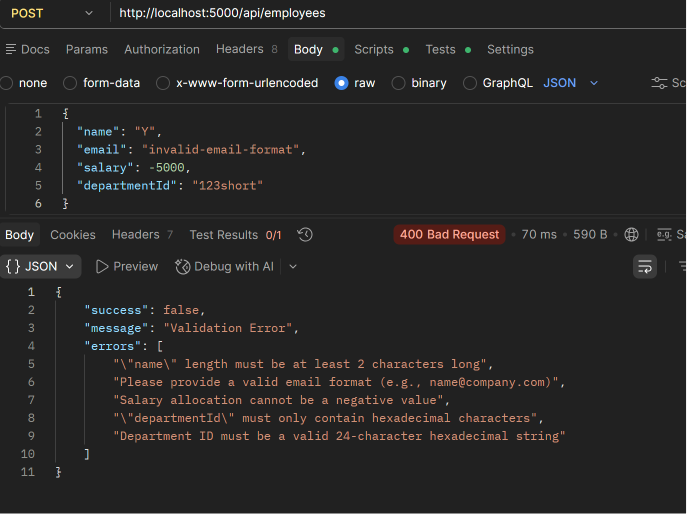 POST http://localhost:5000/api/employees
Docs Params Authorization Headers 8 Body Scripts Tests Settings
none form-data x-www-form-urlencoded raw binary GraphQL JSON Sc
1 {
2 "name": "Y",
3 "email": "invalid-email-format",
4 "salary": -5000,
5 "departmentId": "123short"
6 }
Body Cookies Headers 7 Test Results 0/1 400 Bad Request • 70 ms • 590 B e.g. Sa
{} JSON Preview Debug with AI
1 {
2 "success": false,
3 "message": "Validation Error",
4 "errors": [
5 "\"name\" length must be at least 2 characters long",
6 "Please provide a valid email format (e.g., name@company.com)",
7 "Salary allocation cannot be a negative value",
8 "\"departmentId\" must only contain hexadecimal characters",
9 "Department ID must be a valid 24-character hexadecimal string"
10 ]
11 }